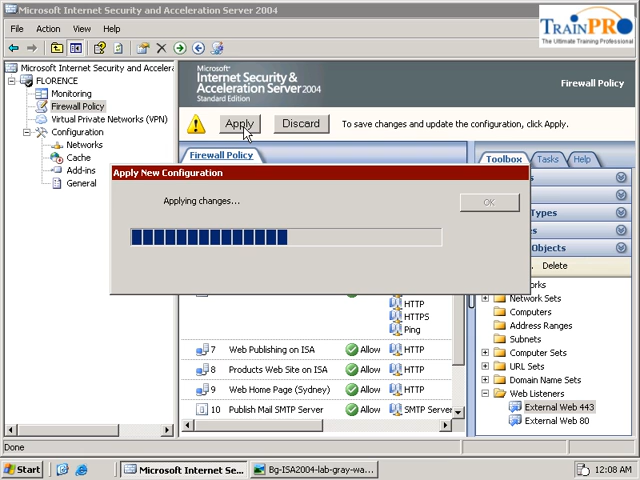 Microsoft Internet Security and Acceleration Server 2004
File Action View Help
TRAINPRO
The Ultimate Training Professional
Microsoft Internet Security and Accelera
FLORENCE
Monitoring
Firewall Policy
Virtual Private Networks (VPN)
Configuration
Networks
Cache
Add-ins
General
Microsoft®
Internet Security &
Acceleration Server 2004
Standard Edition
Firewall Policy
Apply
Discard
To save changes and update the configuration, click Apply.
Firewall Policy
Toolbox
Tasks
Help
Apply New Configuration
Applying changes...
OK
s
Types
s
Objects
Delete
orks
Network Sets
Computers
Address Ranges
Subnets
Computer Sets
URL Sets
Domain Name Sets
Web Listeners
External Web 443
External Web 80
HTTP
HTTPS
Ping
7 Web Publishing on ISA Allow HTTP
8 Products Web Site on ISA Allow HTTP
9 Web Home Page (Sydney) Allow HTTP
10 Publish Mail SMTP Server Allow SMTP Server
Done
Start
Microsoft Internet Se...
Bg-ISA2004-lab-gray-wa...
12:08 AM